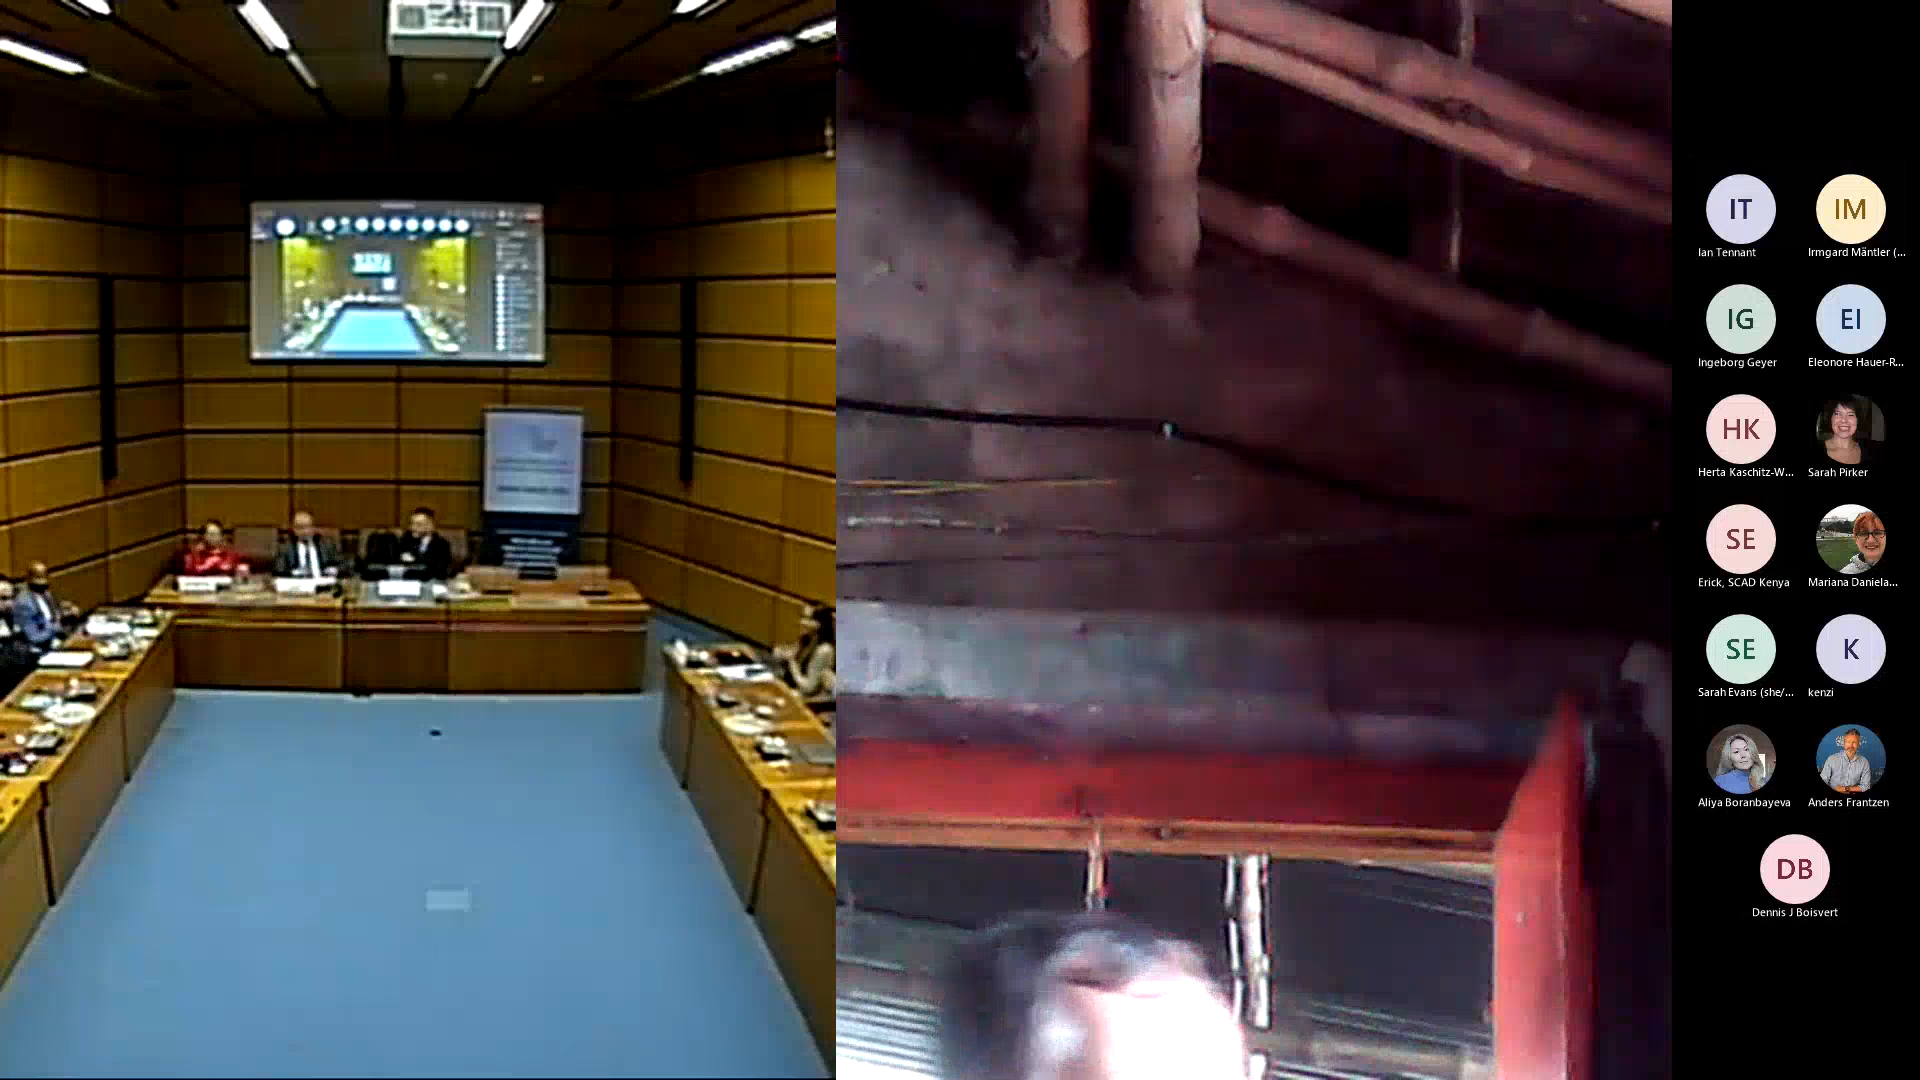 IT
IM
Ian Tennant
Irmgard Mäntler (...
IG
EI
Ingeborg Geyer
Eleonore Hauer-R...
HK
Herta Kaschitz-W...
Sarah Pirker
SE
Erick, SCAD Kenya
Mariana Daniela...
SE
K
Sarah Evans (she/...
kenzi
Aliya Boranbayeva
Anders Frantzen
DB
Dennis J Boisvert